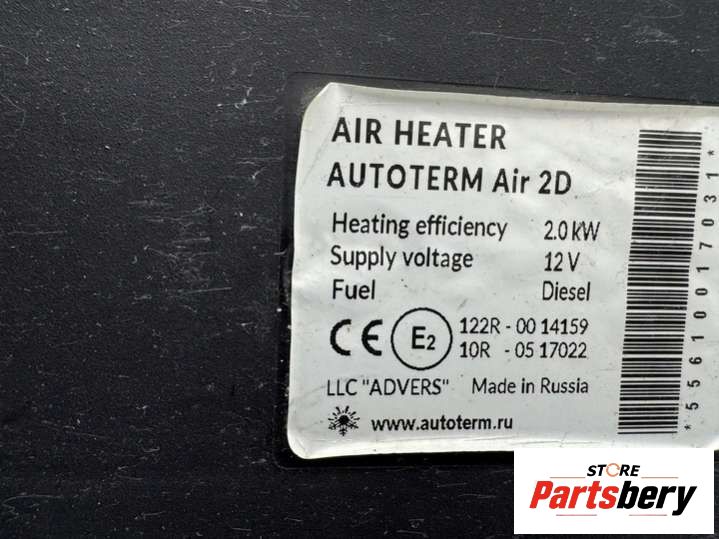 AIR HEATER
AUTOTERM Air 2D
Heating efficiency 2.0 kW
Supply voltage 12 V
Fuel Diesel
CE E2 122R - 00 14159
10R - 05 17022
LLC "ADVERS" Made in Russia
www.autoterm.ru
*55610017031*
STORE
Partsbery